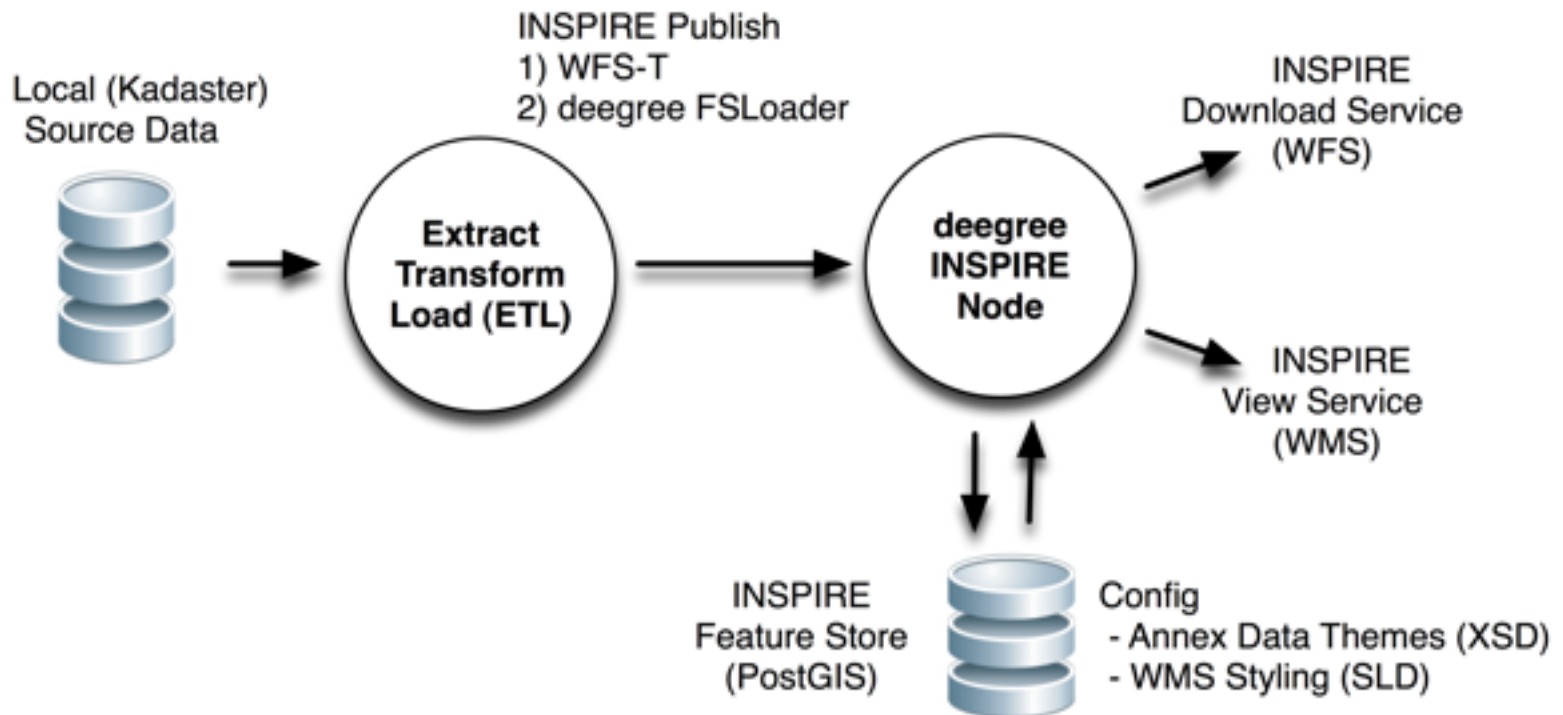 Local (Kadaster)
Source Data
INSPIRE Publish
1) WFS-T
2) deegree FSLoader
Extract
Transform
Load (ETL)
deegree
INSPIRE
Node
INSPIRE
Download Service
(WFS)
INSPIRE
View Service
(WMS)
INSPIRE
Feature Store
(PostGIS)
Config
- Annex Data Themes (XSD)
- WMS Styling (SLD)